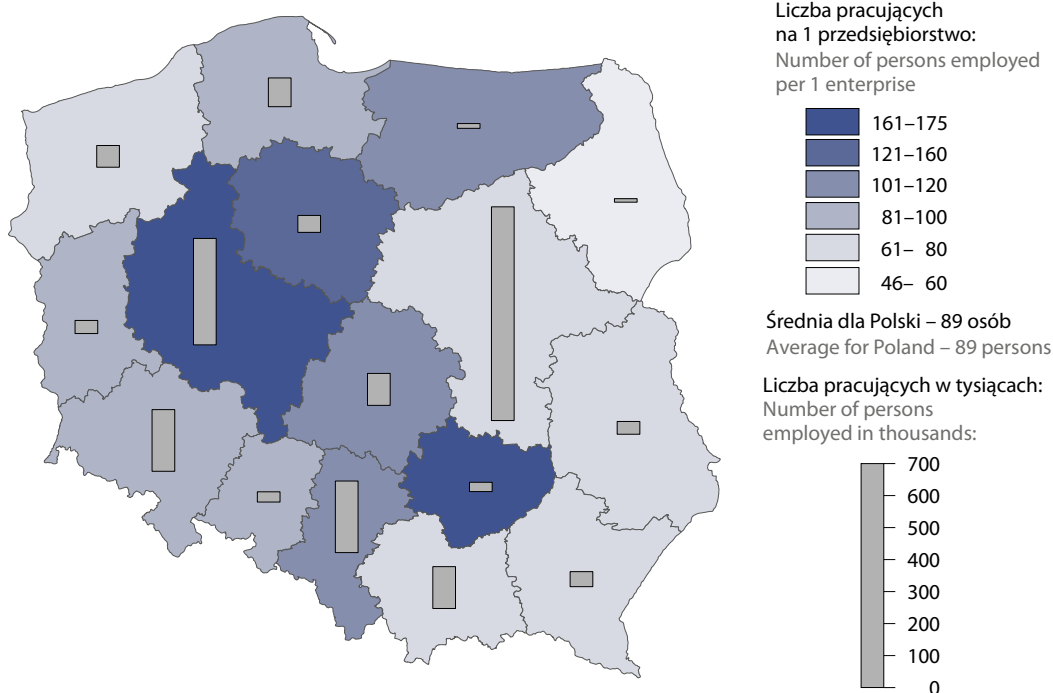 Liczba pracujących
na 1 przedsiębiorstwo:
Number of persons employed
per 1 enterprise
161–175
121–160
101–120
81–100
61– 80
46– 60
Średnia dla Polski – 89 osób
Average for Poland – 89 persons
Liczba pracujących w tysiącach:
Number of persons
employed in thousands:
700
600
500
400
300
200
100
0